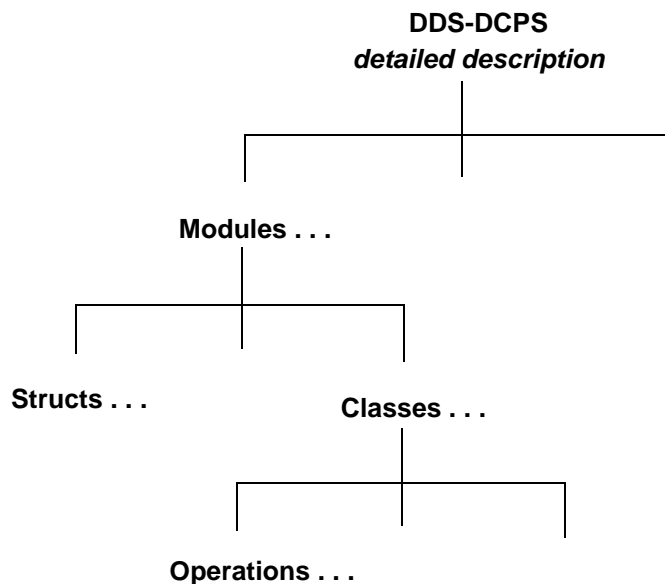 DDS-DCPS
detailed description
Modules . . .
Structs . . .
Classes . . .
Operations . . .